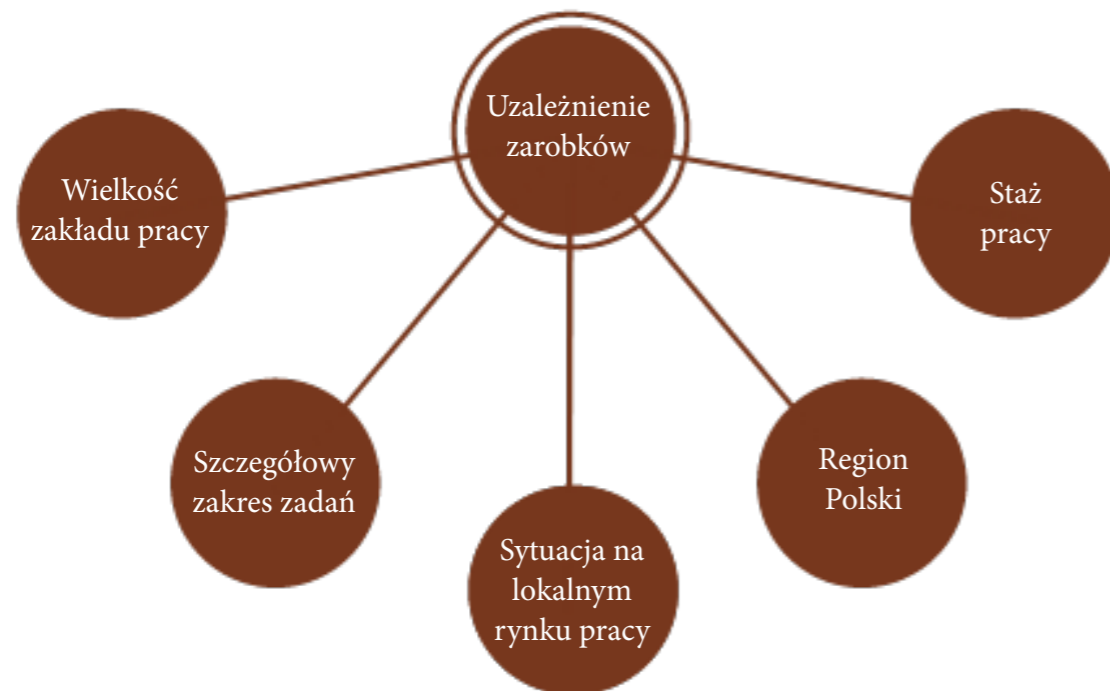 Uzależnienie
zarobków
Wielkość
zakładu pracy
Staż
pracy
Szczegółowy
zakres zadań
Region
Polski
Sytuacja na
lokalnym
rynku pracy